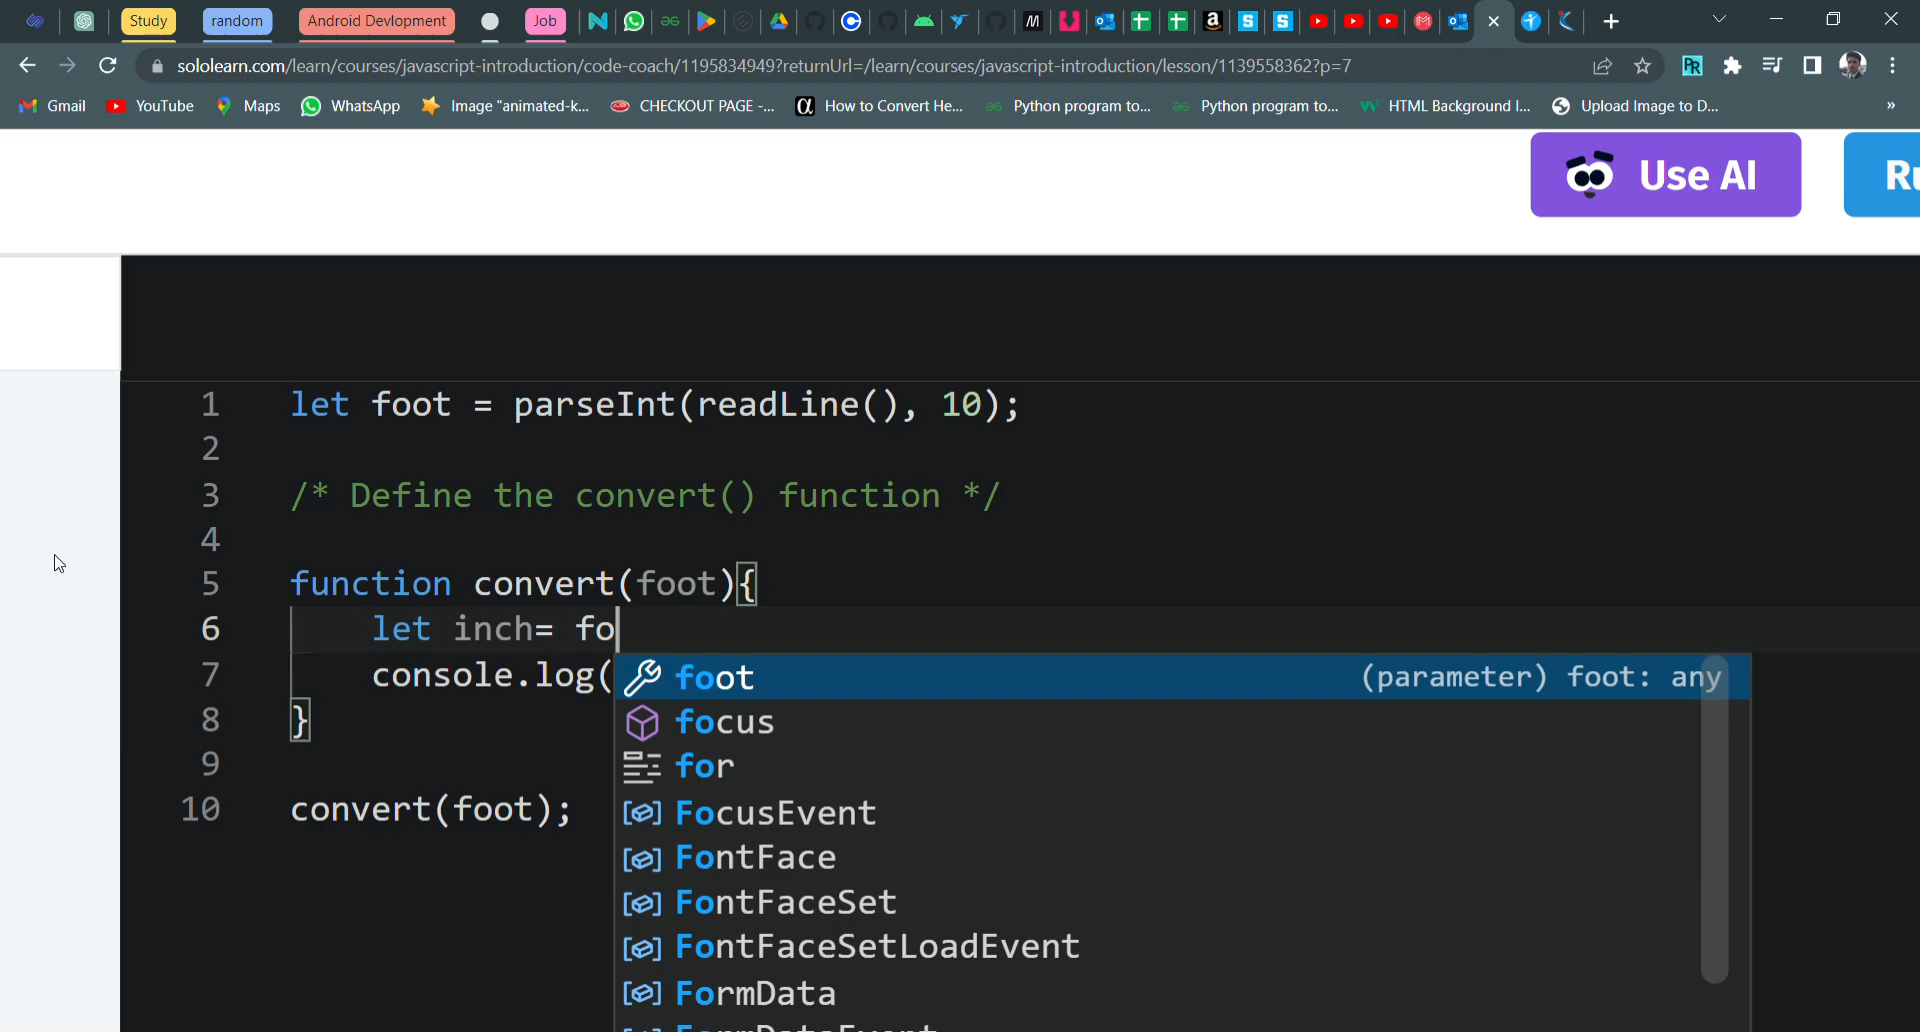 Study random Android Devlopment Job
sololearn.com/learn/courses/javascript-introduction/code-coach/1195834949?returnUrl=/learn/courses/javascript-introduction/lesson/1139558362?p=7
Gmail YouTube Maps WhatsApp Image "animated-k... CHECKOUT PAGE -... How to Convert He... Python program to... Python program to... HTML Background I... Upload Image to D... »
Use AI Ru
1 let foot = parseInt(readLine(), 10);
2
3 /* Define the convert() function */
4
5 function convert(foot){
6 let inch= fo
7 console.log(
foot (parameter) foot: any
focus
8 }
for
9
10 convert(foot);
FocusEvent
FontFace
FontFaceSet
FontFaceSetLoadEvent
FormData
FormDataEvent